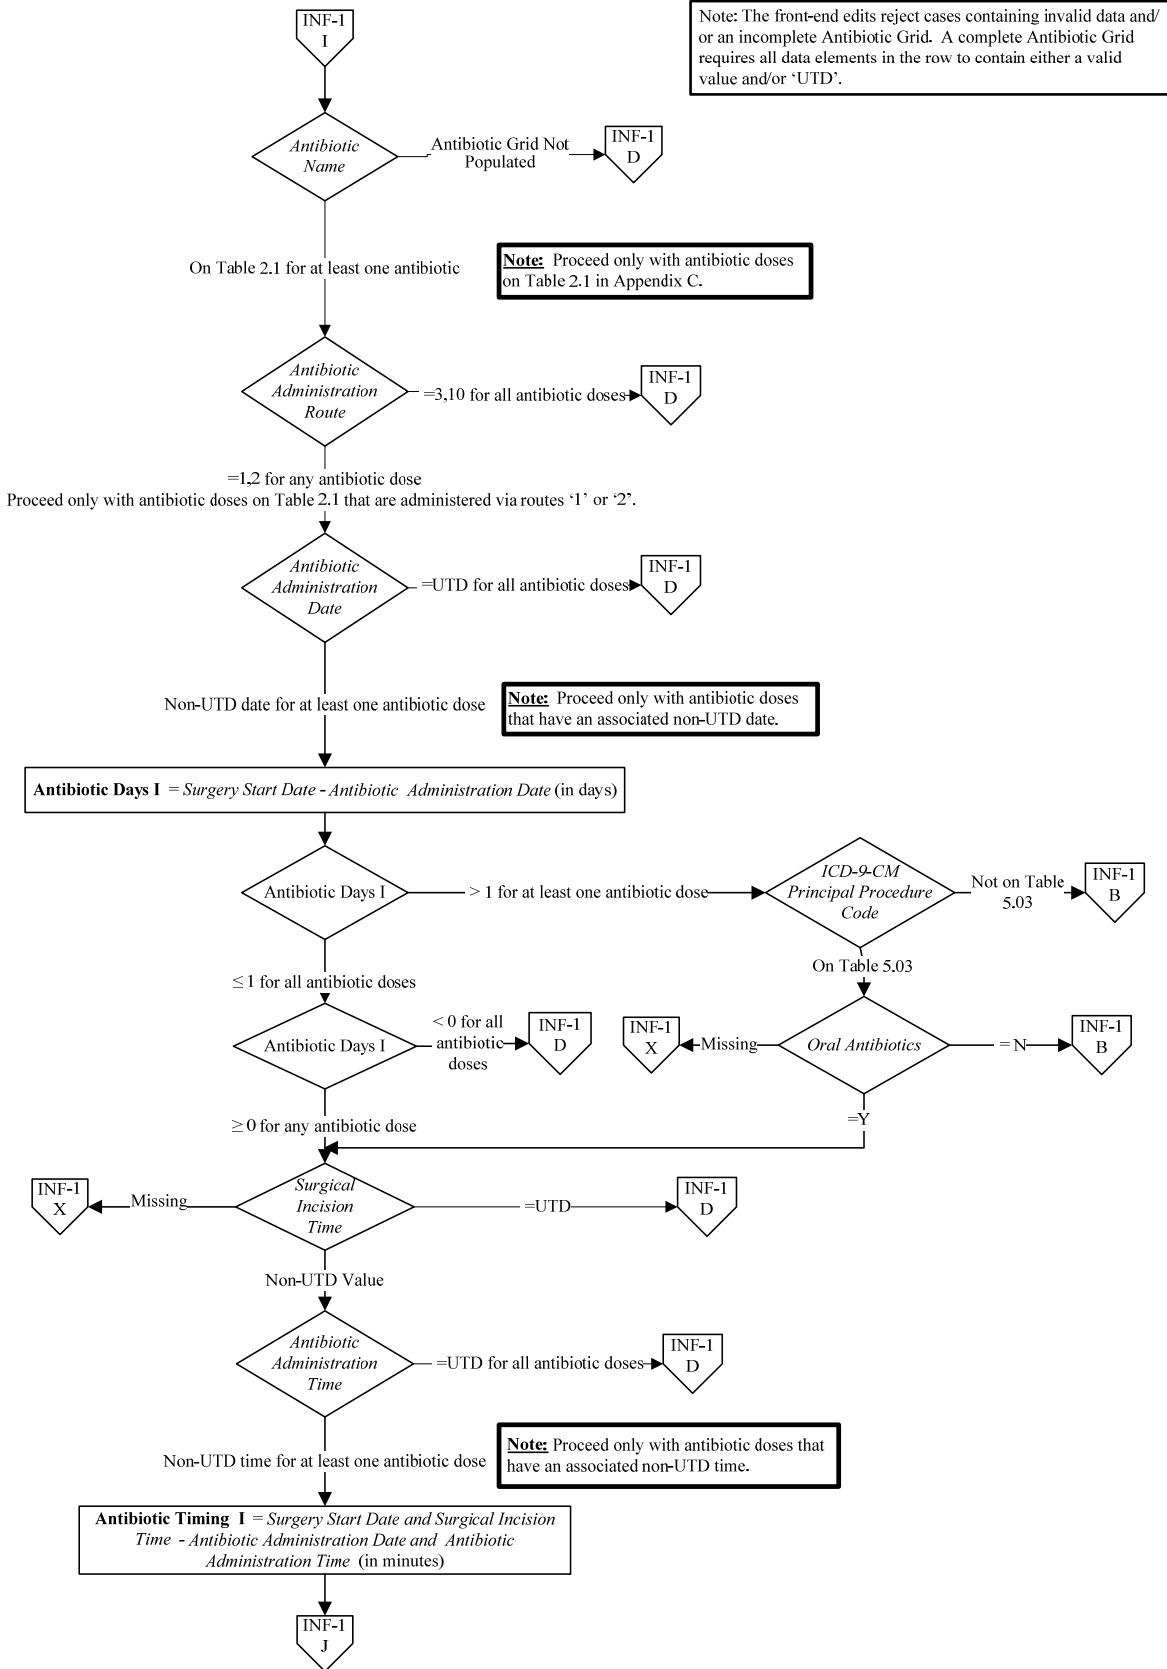 INF-1
I
Note: The front-end edits reject cases containing invalid data and/
or an incomplete Antibiotic Grid. A complete Antibiotic Grid
requires all data elements in the row to contain either a valid
value and/or ‘UTD’.
Antibiotic
Name
Antibiotic Grid Not
Populated
INF-1
D
On Table 2.1 for at least one antibiotic
Note: Proceed only with antibiotic doses
on Table 2.1 in Appendix C.
Antibiotic
Administration
Route
=3,10 for all antibiotic doses
INF-1
D
=1,2 for any antibiotic dose
Proceed only with antibiotic doses on Table 2.1 that are administered via routes ‘1’ or ‘2’.
Antibiotic
Administration
Date
=UTD for all antibiotic doses
INF-1
D
Non-UTD date for at least one antibiotic dose
Note: Proceed only with antibiotic doses
that have an associated non-UTD date.
Antibiotic Days I = Surgery Start Date - Antibiotic Administration Date (in days)
Antibiotic Days I
> 1 for at least one antibiotic dose
ICD-9-CM
Principal Procedure
Code
Not on Table
5.03
INF-1
B
≤ 1 for all antibiotic doses
On Table 5.03
Antibiotic Days I
< 0 for all
antibiotic
doses
INF-1
D
INF-1
X
Missing
Oral Antibiotics
= N
INF-1
B
≥ 0 for any antibiotic dose
=Y
INF-1
X
Missing
Surgical
Incision
Time
=UTD
INF-1
D
Non-UTD Value
Antibiotic
Administration
Time
=UTD for all antibiotic doses
INF-1
D
Non-UTD time for at least one antibiotic dose
Note: Proceed only with antibiotic doses that
have an associated non-UTD time.
Antibiotic Timing I = Surgery Start Date and Surgical Incision
Time - Antibiotic Administration Date and Antibiotic
Administration Time (in minutes)
INF-1
J